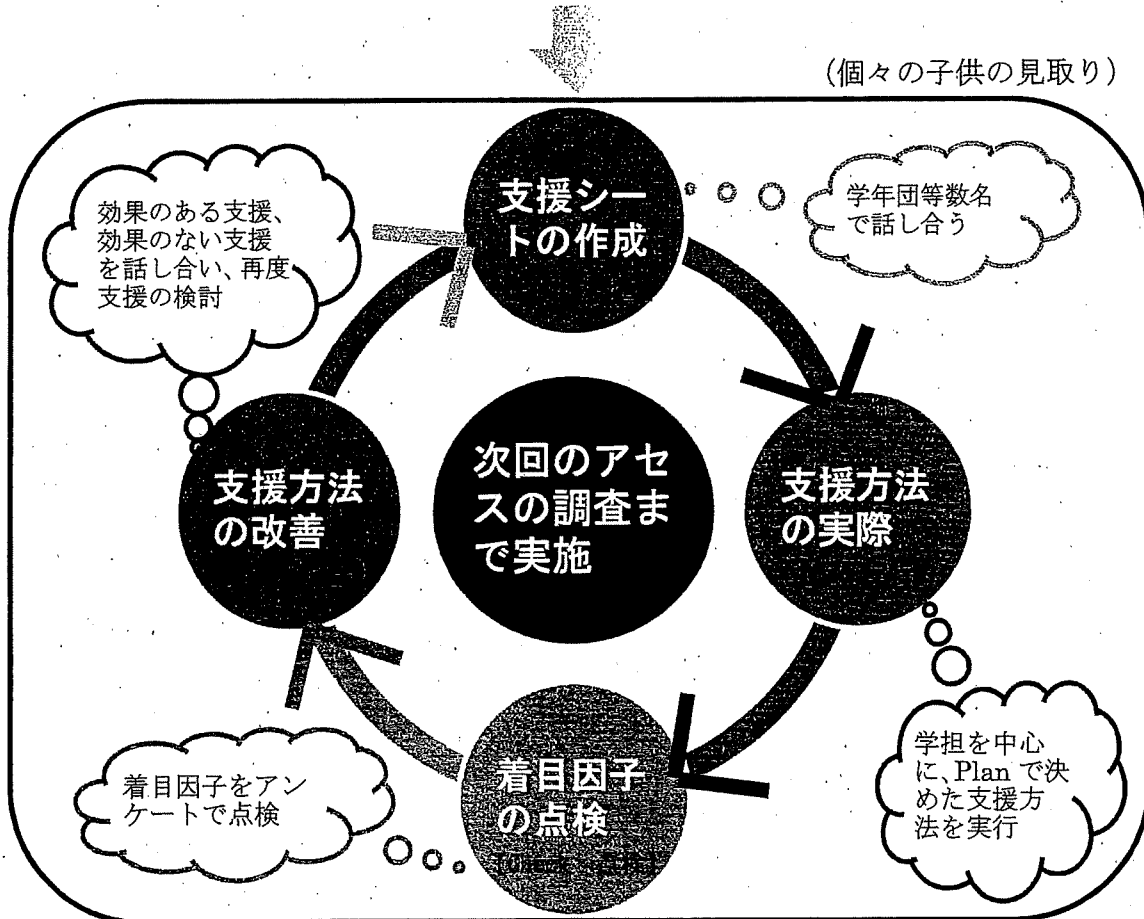 (個々の子供の見取り)
支援シー
トの作成
学年団等数名
で話し合う
効果のある支援、
効果のない支援
を話し合い、再度
支援の検討
次回のアセ
スの調査ま
で実施
支援方法
の改善
支援方法
の実際
着目因子
の点検
学担を中心
に、Plan で決
めた支援方
法を実行
着目因子をアン
ケートで点検